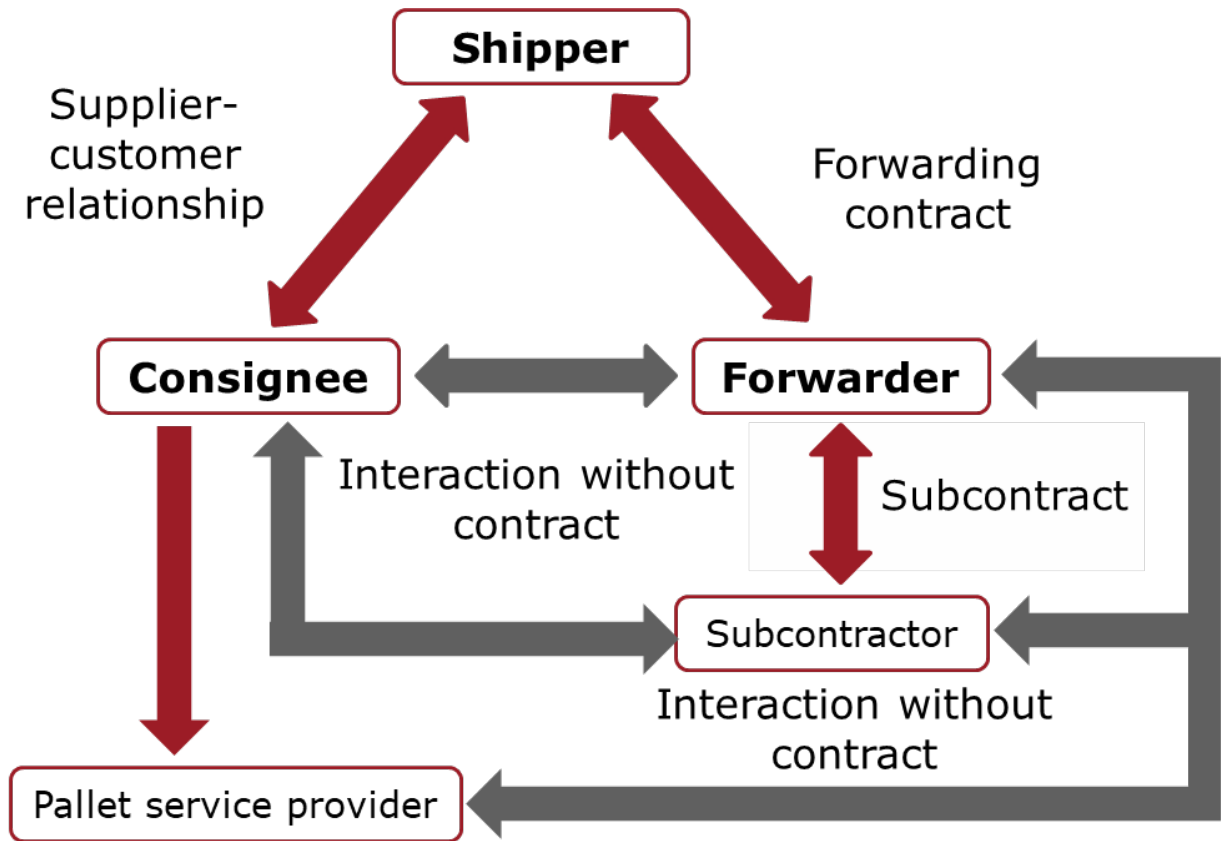 Shipper
Supplier-
customer
relationship
Forwarding
contract
Consignee
Forwarder
Interaction without
contract
Subcontract
Subcontractor
Interaction without
contract
Pallet service provider